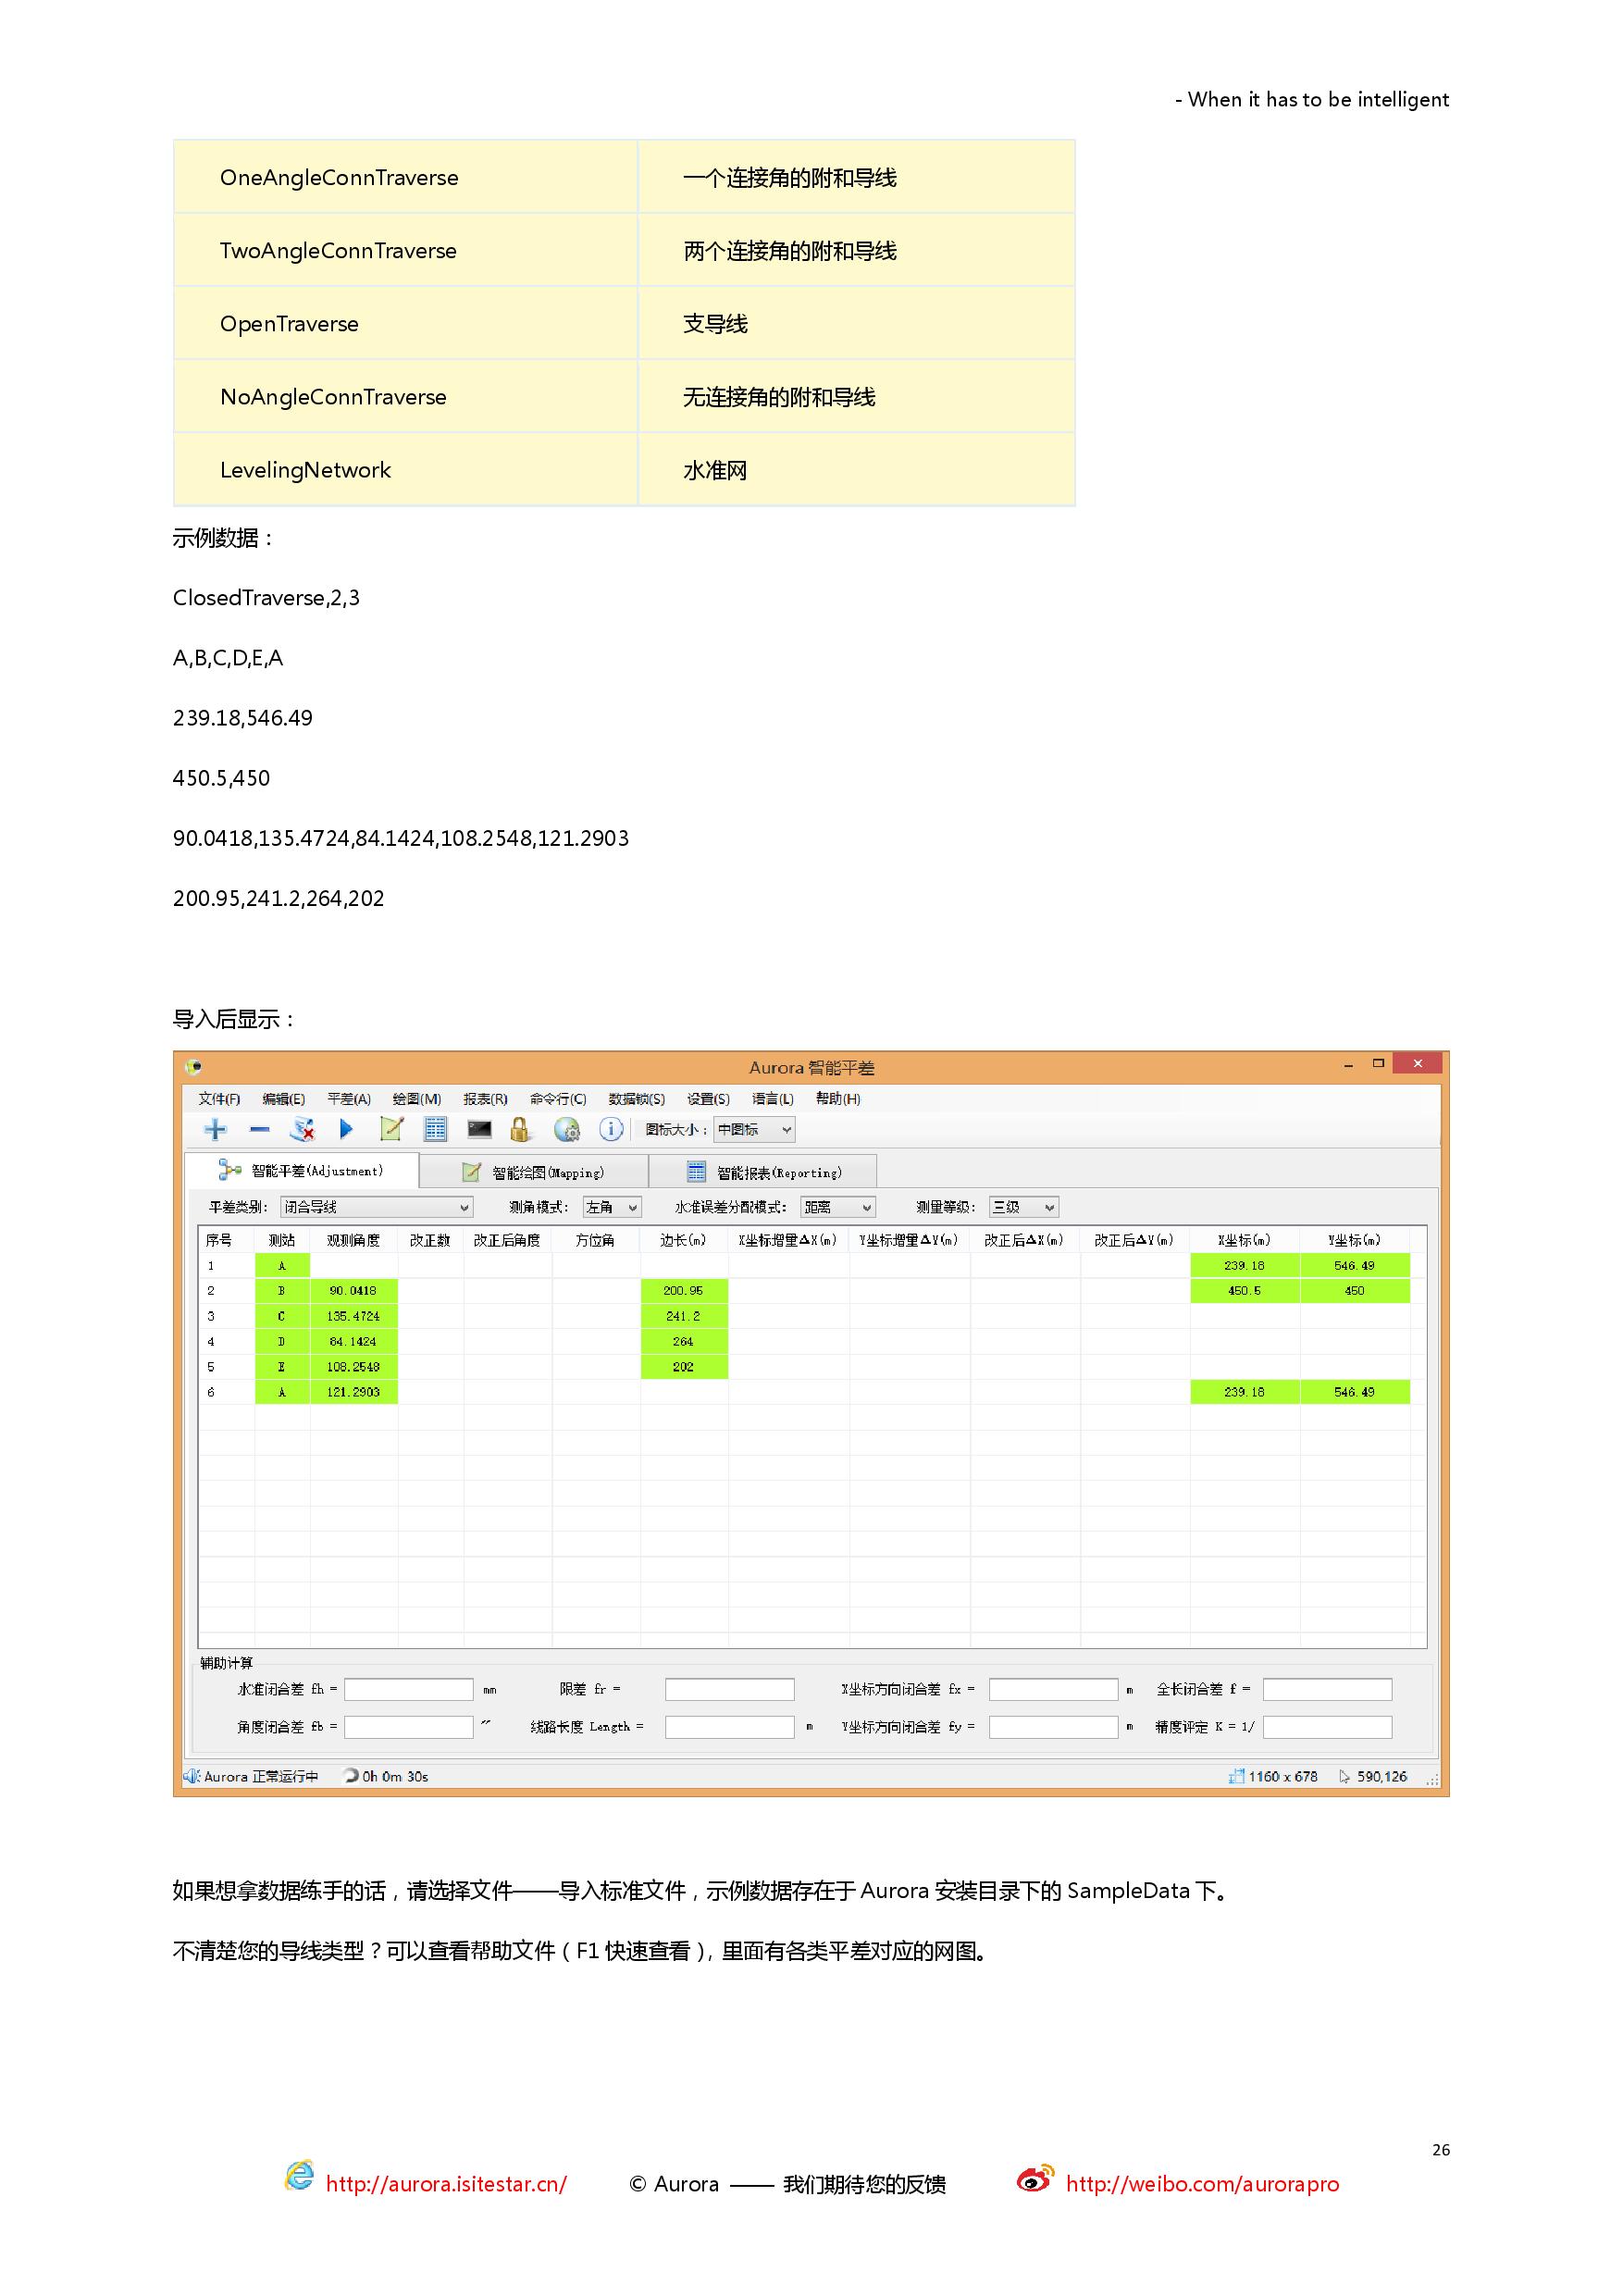 - When it has to be intelligent
OneAngleConnTraverse 一个连接角的附和导线
TwoAngleConnTraverse 两个连接角的附和导线
OpenTraverse 支导线
NoAngleConnTraverse 无连接角的附和导线
LevelingNetwork 水准网
示例数据：
ClosedTraverse,2,3
A,B,C,D,E,A
239.18,546.49
450.5,450
90.0418,135.4724,84.1424,108.2548,121.2903
200.95,241.2,264,202
导入后显示：
Aurora 智能平差
文件(F) 编辑(E) 平差(A) 绘图(M) 报表(R) 命令行(C) 数据锁(S) 设置(S) 语言(L) 帮助(H)
图标大小： 中图标
智能平差(Adjustment) 智能绘图(Mapping) 智能报表(Reporting)
平差类别： 闭合导线 测角模式： 左角 水准误差分配模式： 距离 测量等级： 三级
序号 测站 观测角度 改正数 改正后角度 方位角 边长(m) X坐标增量ΔX(m) Y坐标增量ΔY(m) 改正后ΔX(m) 改正后ΔY(m) X坐标(m) Y坐标(m)
1 A 239.18 546.49
2 B 90.0418 200.95 450.5 450
3 C 135.4724 241.2
4 D 84.1424 264
5 E 108.2548 202
6 A 121.2903 239.18 546.49
辅助计算
水准闭合差 fh = mm 限差 fr = X坐标方向闭合差 fx = m 全长闭合差 f =
角度闭合差 fb = ″ 线路长度 Length = m Y坐标方向闭合差 fy = m 精度评定 K = 1/
Aurora 正常运行中 0h 0m 30s 1160 x 678 590,126
如果想拿数据练手的话，请选择文件——导入标准文件，示例数据存在于 Aurora 安装目录下的 SampleData 下。
不清楚您的导线类型？可以查看帮助文件（F1 快速查看），里面有各类平差对应的网图。
26
http://aurora.isitestar.cn/ © Aurora —— 我们期待您的反馈 http://weibo.com/aurorapro